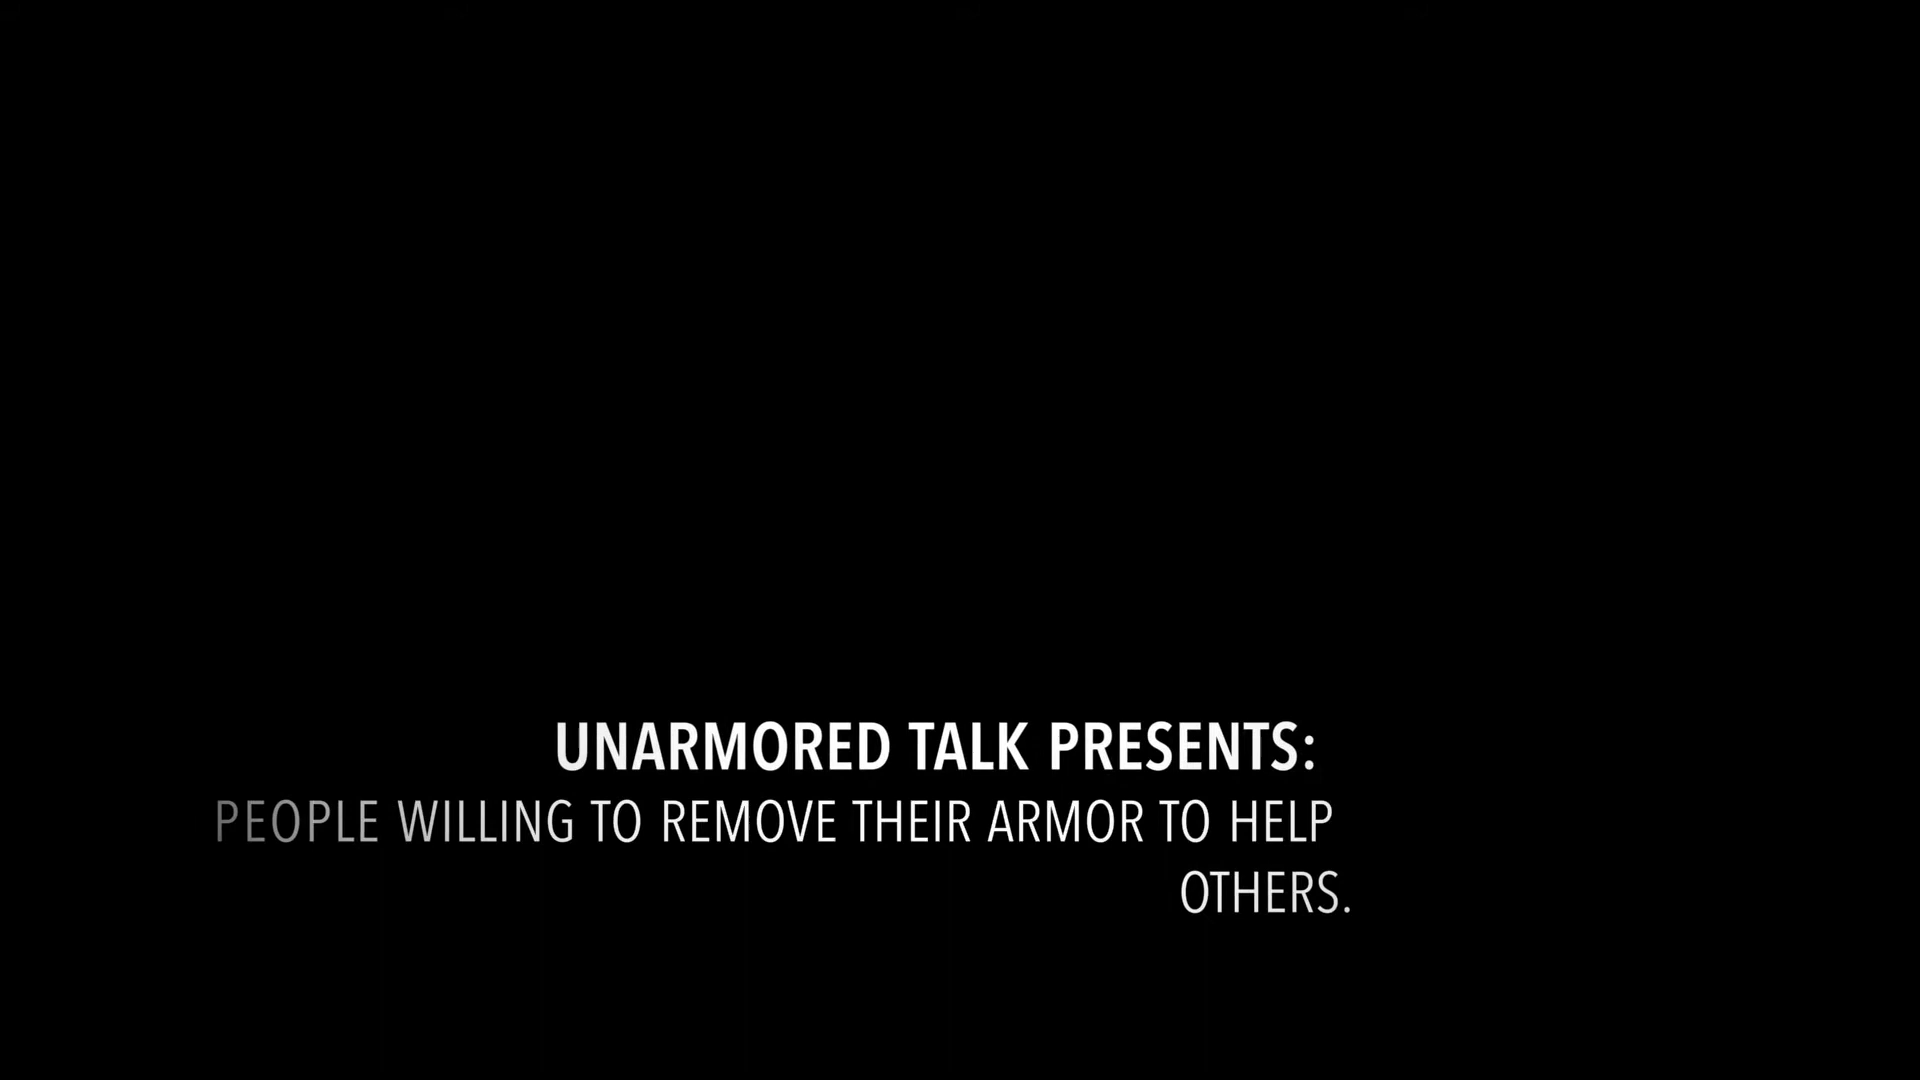 UNARMORED TALK PRESENTS:
PEOPLE WILLING TO REMOVE THEIR ARMOR TO HELP
OTHERS.